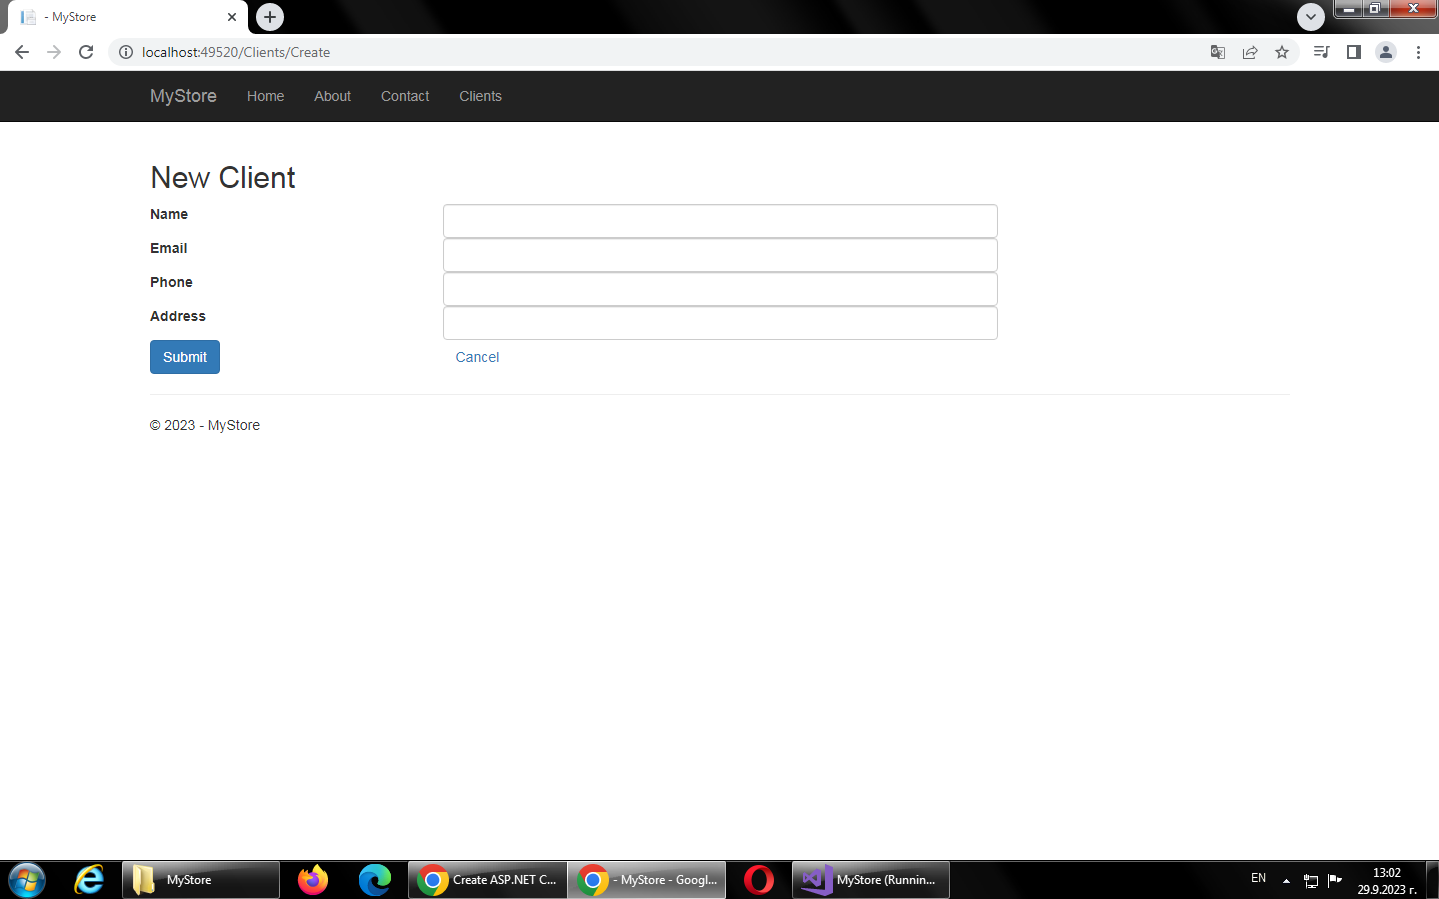 - MyStore
localhost:49520/Clients/Create
MyStore Home About Contact Clients
New Client
Name
Email
Phone
Address
Submit Cancel
© 2023 - MyStore
MyStore Create ASP.NET C... - MyStore - Googl... MyStore (Runnin... EN 13:02
29.9.2023 г.